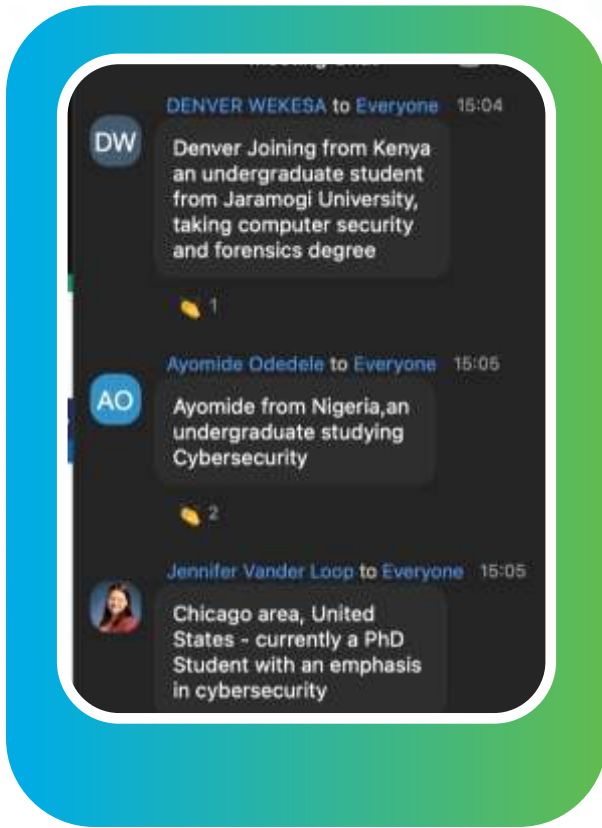 DENVER WEKESA to Everyone 15:04
DW
Denver Joining from Kenya
an undergraduate student
from Jaramogi University,
taking computer security
and forensics degree
1
Ayomide Odedele to Everyone 15:05
AO
Ayomide from Nigeria,an
undergraduate studying
Cybersecurity
2
Jennifer Vander Loop to Everyone 15:05
Chicago area, United
States - currently a PhD
Student with an emphasis
in cybersecurity